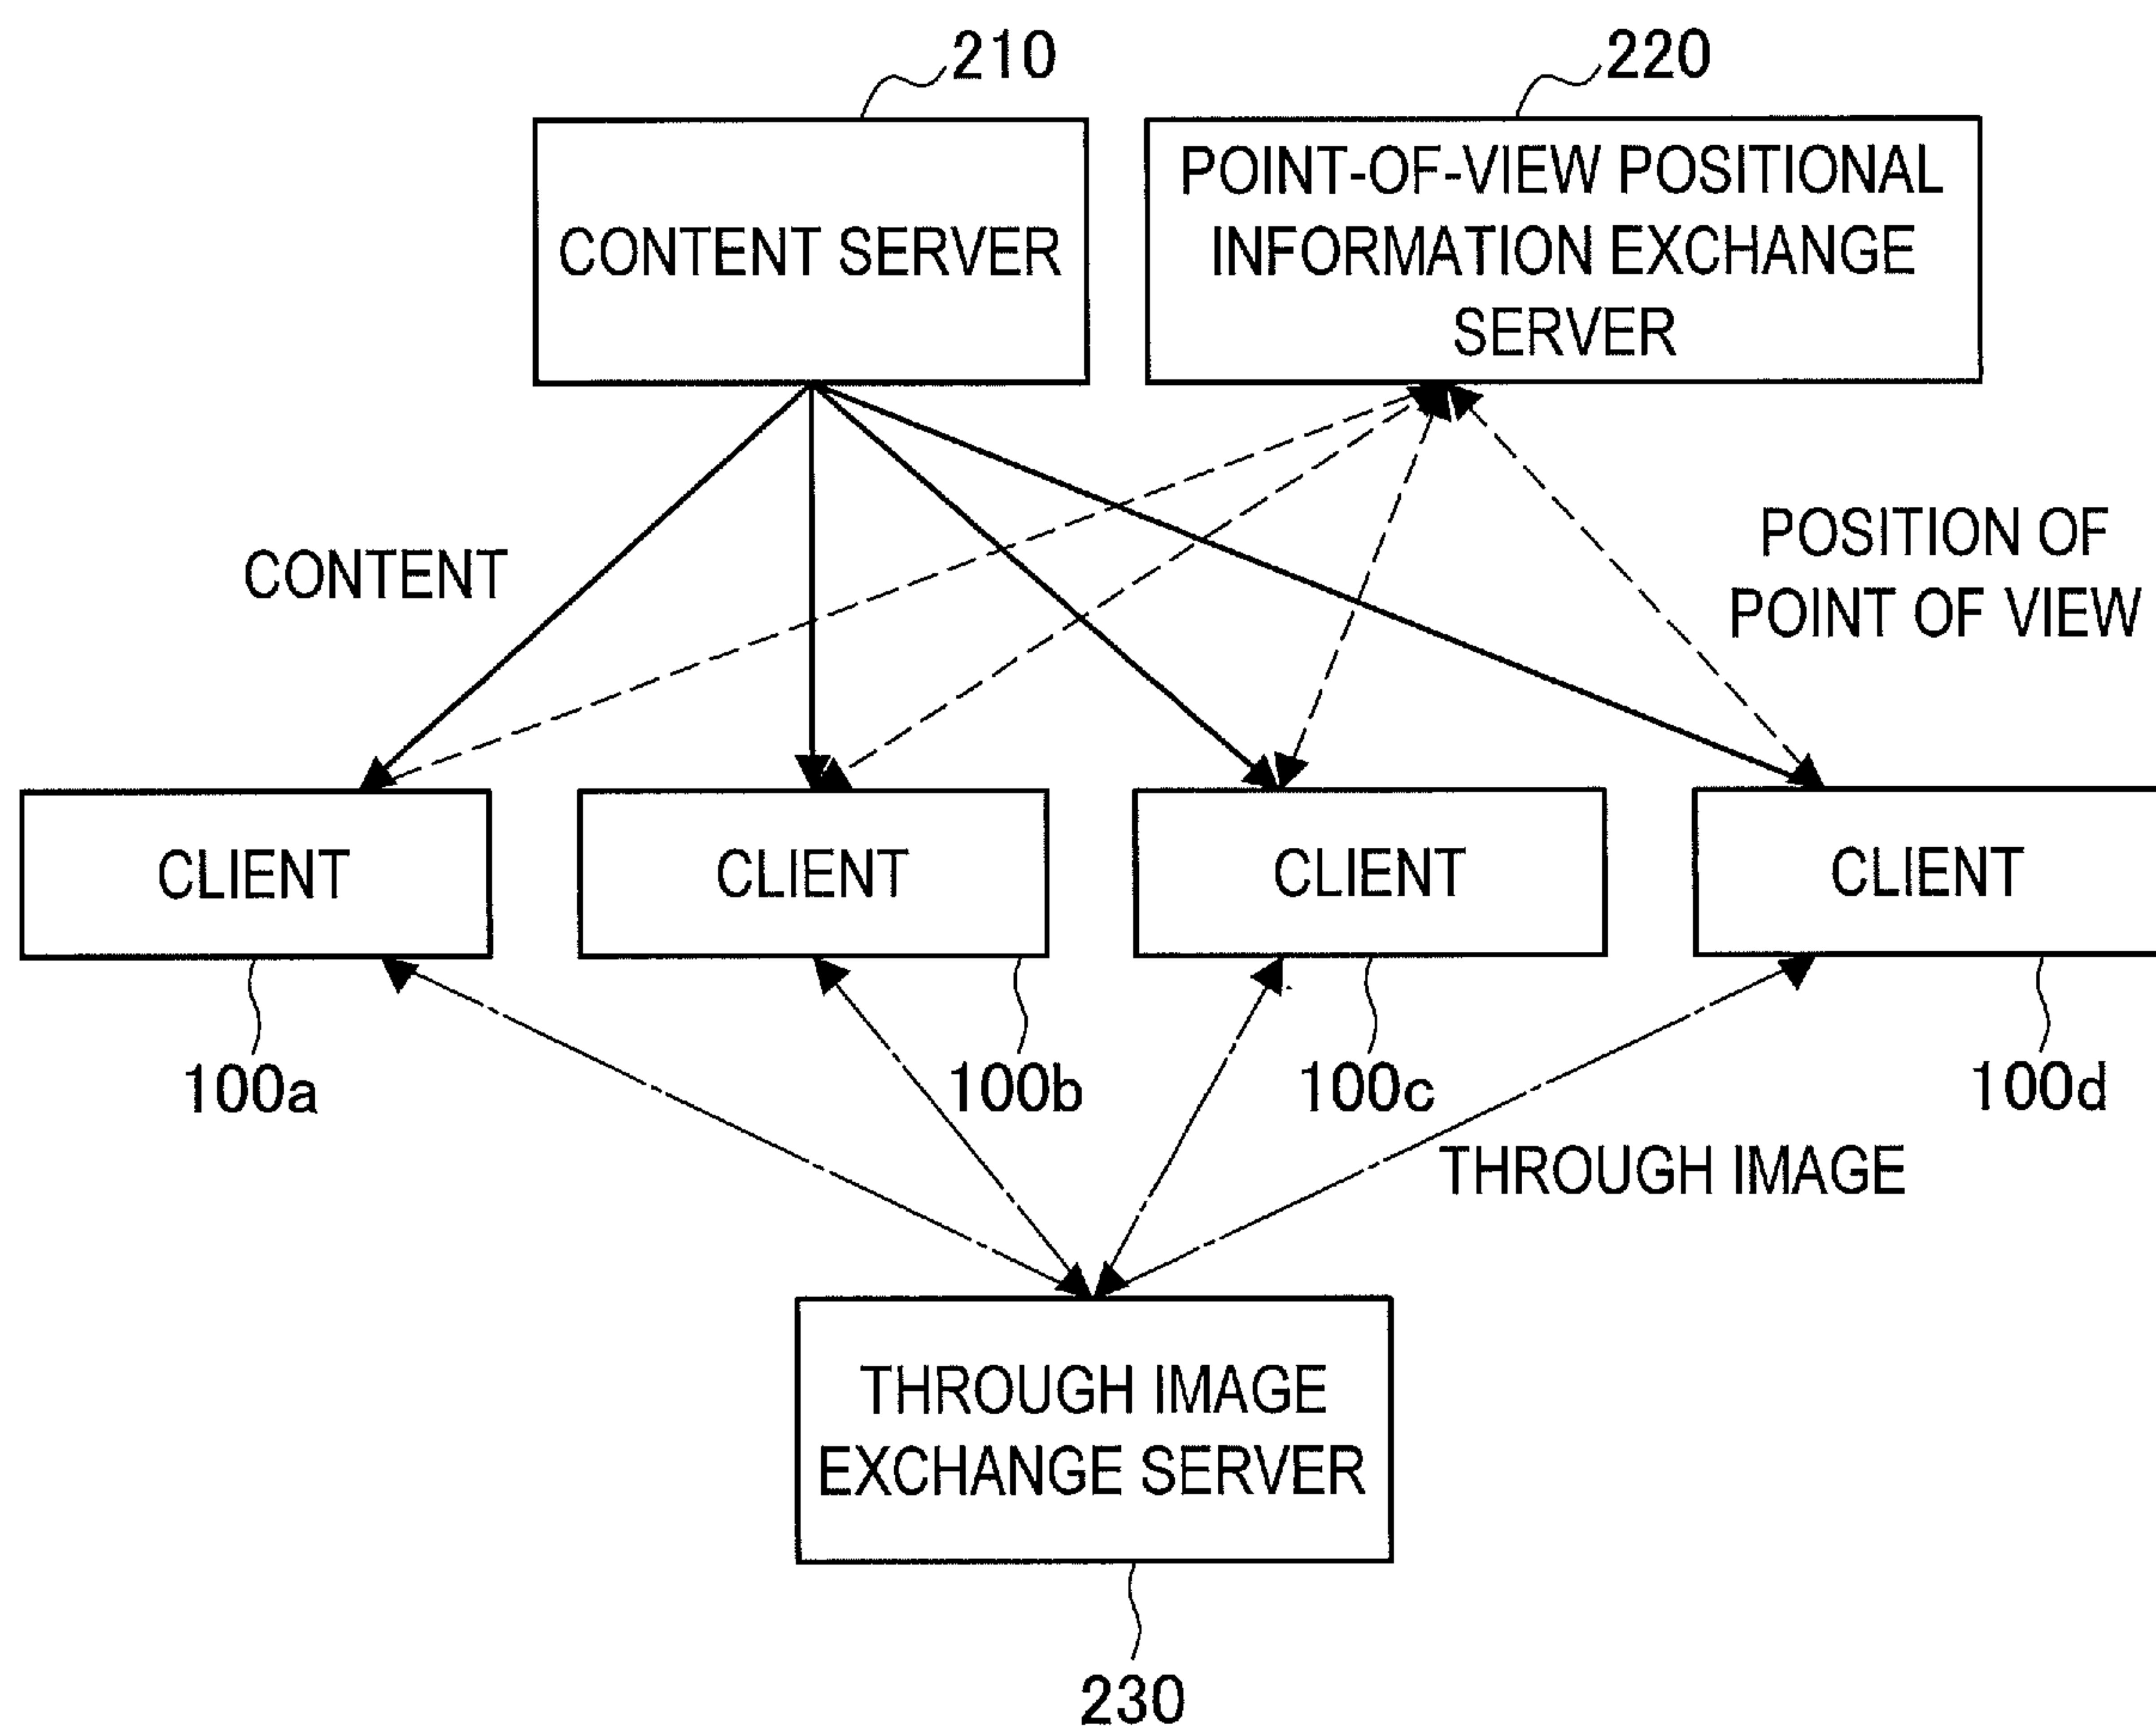 210
220
CONTENT SERVER
POINT-OF-VIEW POSITIONAL
INFORMATION EXCHANGE
SERVER
CONTENT
POSITION OF
POINT OF VIEW
CLIENT
CLIENT
CLIENT
CLIENT
100a
100b
100c
100d
THROUGH IMAGE
THROUGH IMAGE
EXCHANGE SERVER
230